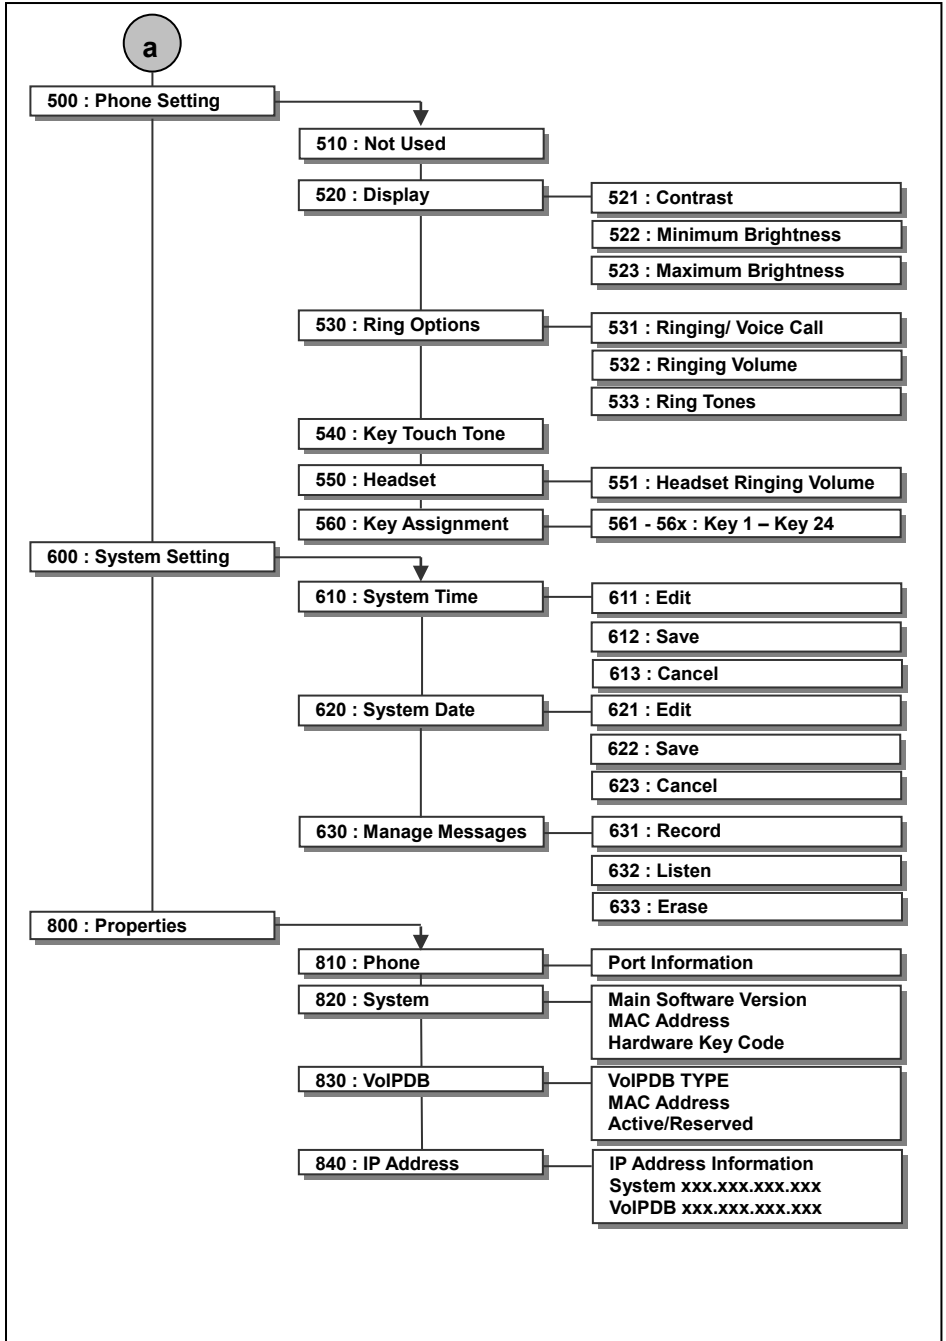 a
500 : Phone Setting
510 : Not Used
520 : Display
521 : Contrast
522 : Minimum Brightness
523 : Maximum Brightness
530 : Ring Options
531 : Ringing/ Voice Call
532 : Ringing Volume
533 : Ring Tones
540 : Key Touch Tone
550 : Headset
551 : Headset Ringing Volume
560 : Key Assignment
561 - 56x : Key 1 – Key 24
600 : System Setting
610 : System Time
611 : Edit
612 : Save
613 : Cancel
620 : System Date
621 : Edit
622 : Save
623 : Cancel
630 : Manage Messages
631 : Record
632 : Listen
633 : Erase
800 : Properties
810 : Phone
Port Information
820 : System
Main Software Version
MAC Address
Hardware Key Code
830 : VoIPDB
VoIPDB TYPE
MAC Address
Active/Reserved
840 : IP Address
IP Address Information
System xxx.xxx.xxx.xxx
VoIPDB xxx.xxx.xxx.xxx